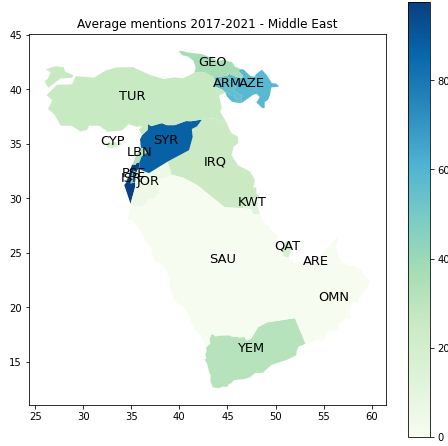 Average mentions 2017-2021 - Middle East
45
40
35
30
25
20
15
25
30
35
40
45
50
55
60
GEO
ARM
AZE
TUR
CYP
SYR
LBN
IRQ
PSE
ISR
JOR
KWT
QAT
SAU
ARE
OMN
YEM
80
60
40
20
0